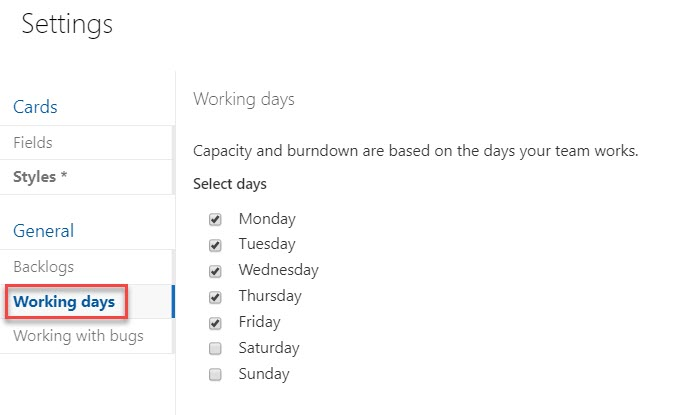 Settings
Cards
Fields
Styles *
General
Backlogs
Working days
Working with bugs
Working days
Capacity and burndown are based on the days your team works.
Select days
Monday
Tuesday
Wednesday
Thursday
Friday
Saturday
Sunday